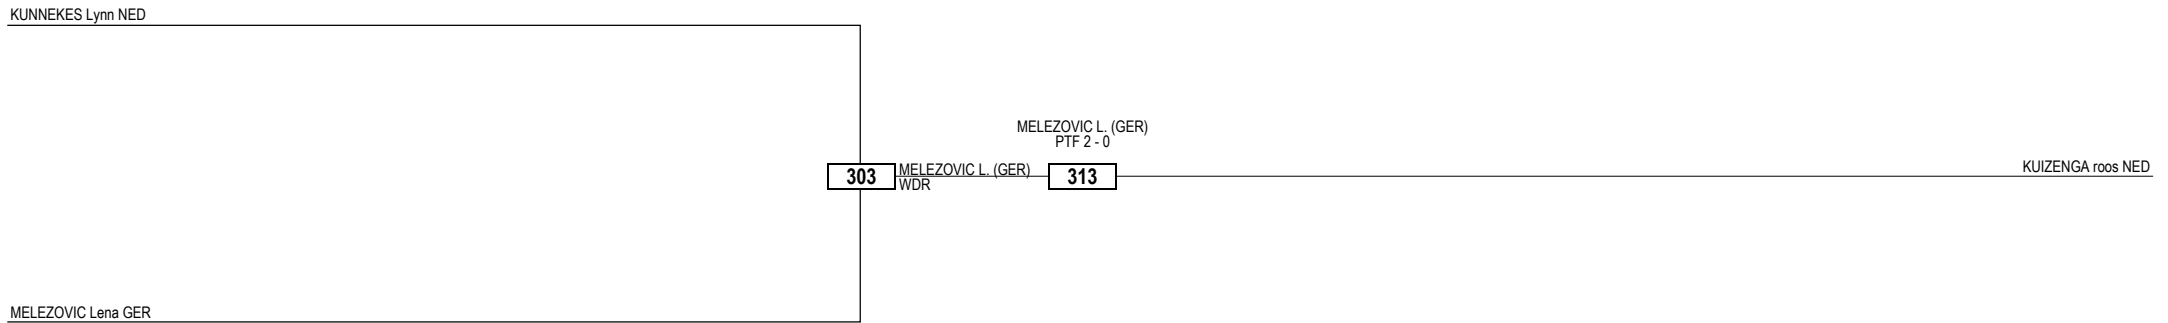 KUNNEKES Lynn NED
MELEZOVIC L. (GER)
PTF 2 - 0
303
MELEZOVIC L. (GER)
WDR
313
KUIZENGA roos NED
MELEZOVIC Lena GER